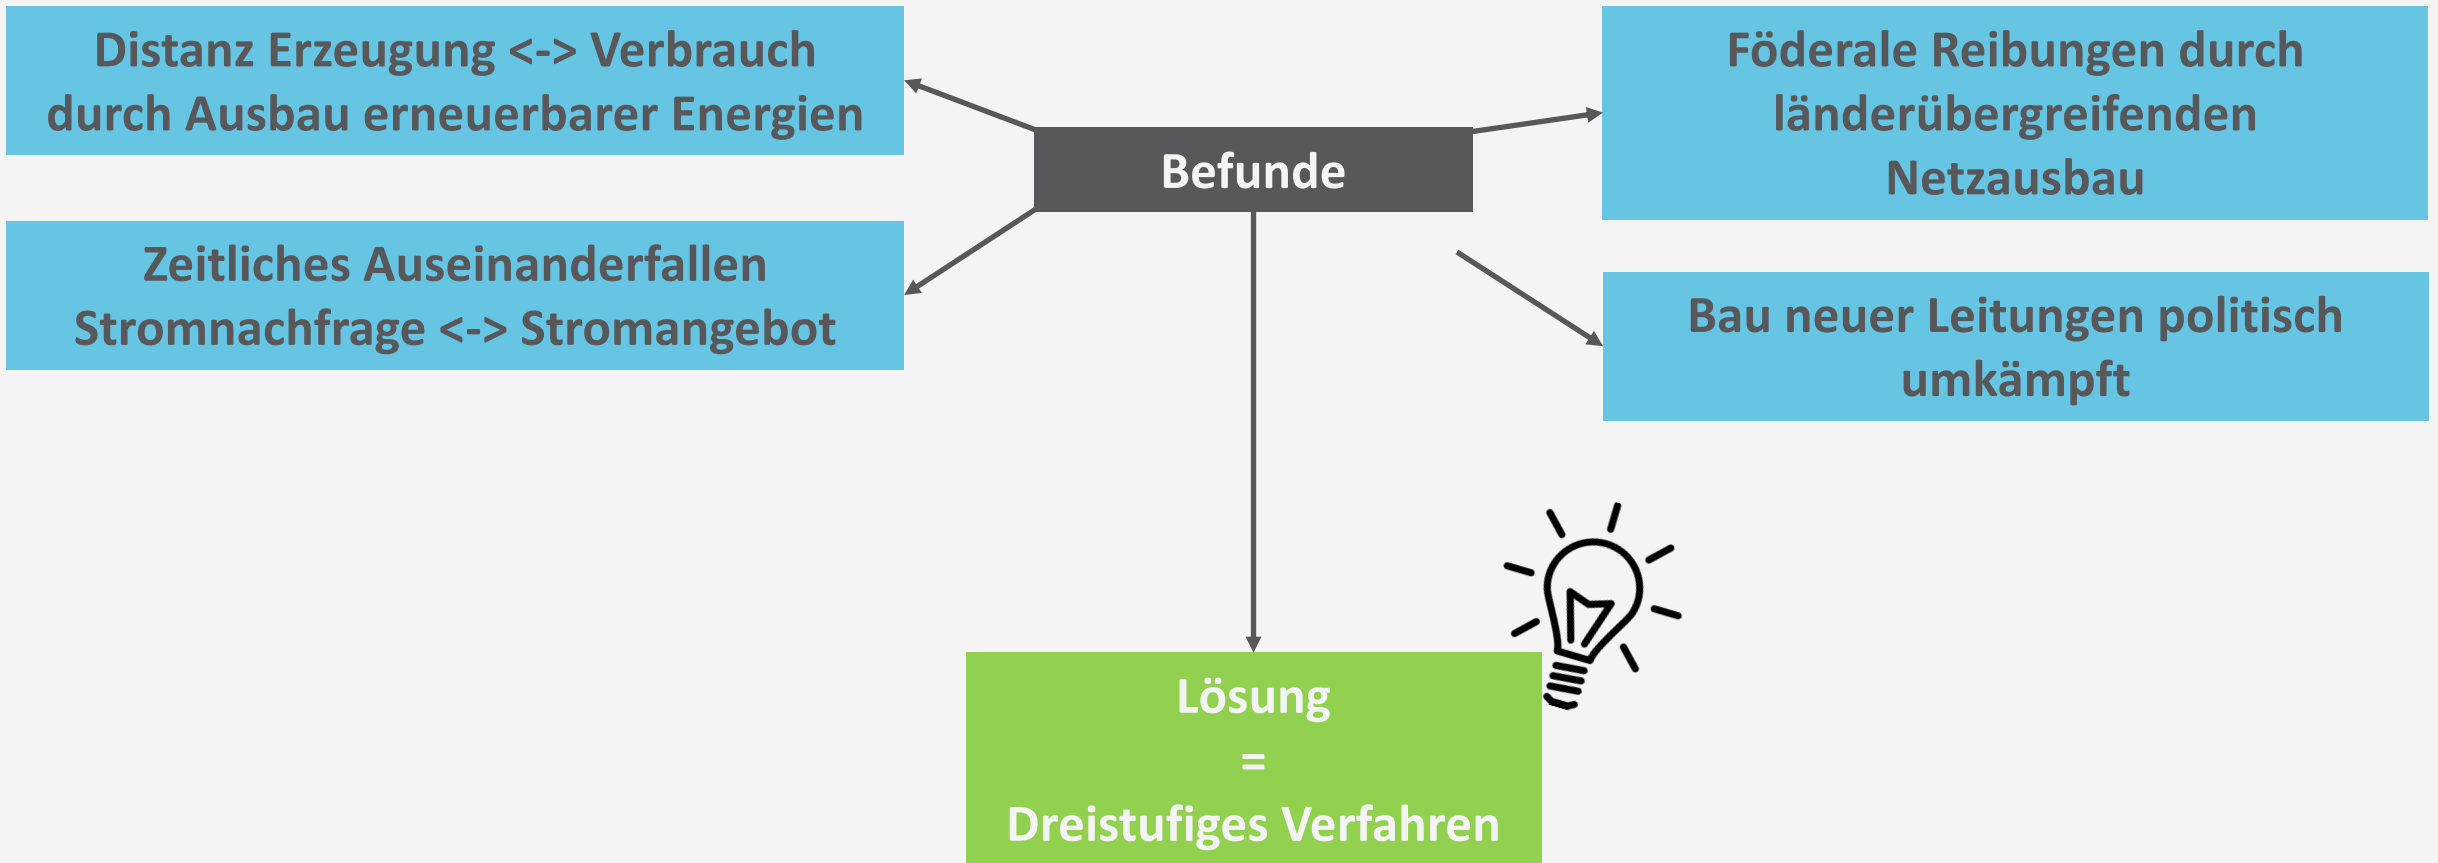 Distanz Erzeugung <-> Verbrauch
durch Ausbau erneuerbarer Energien
Zeitliches Auseinanderfallen
Stromnachfrage <-> Stromangebot
Befunde
Föderale Reibungen durch
länderübergreifenden
Netzausbau
Bau neuer Leitungen politisch
umkämpft
Lösung
=
Dreistufiges Verfahren